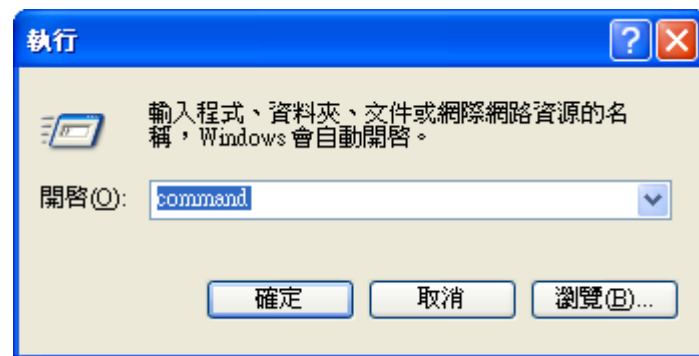 執行
輸入程式、資料夾、文件或網際網路資源的名
稱，Windows 會自動開啓。
開啓(O): command
確定 取消 瀏覽(B)...